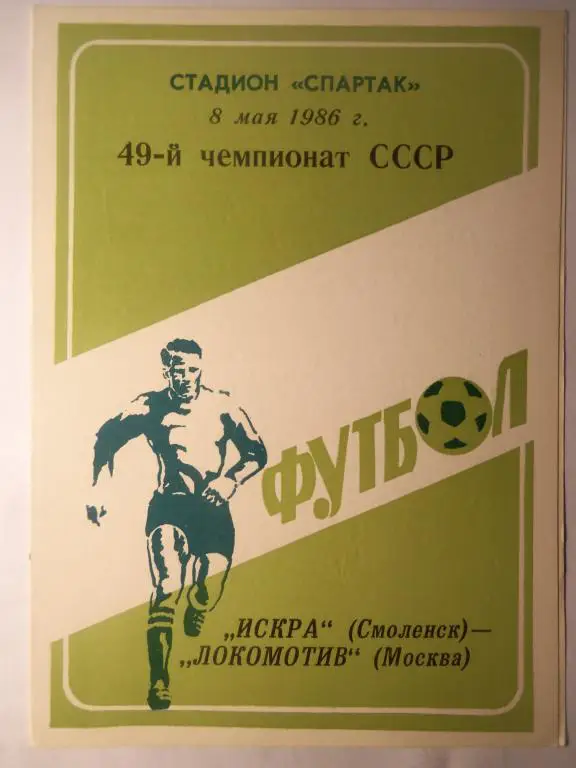 СТАДИОН «СПАРТАК»
8 мая 1986 г.
49-й чемпионат СССР
ФУТБОЛ
„ИСКРА“ (Смоленск)—
„ЛОКОМОТИВ“ (Москва)